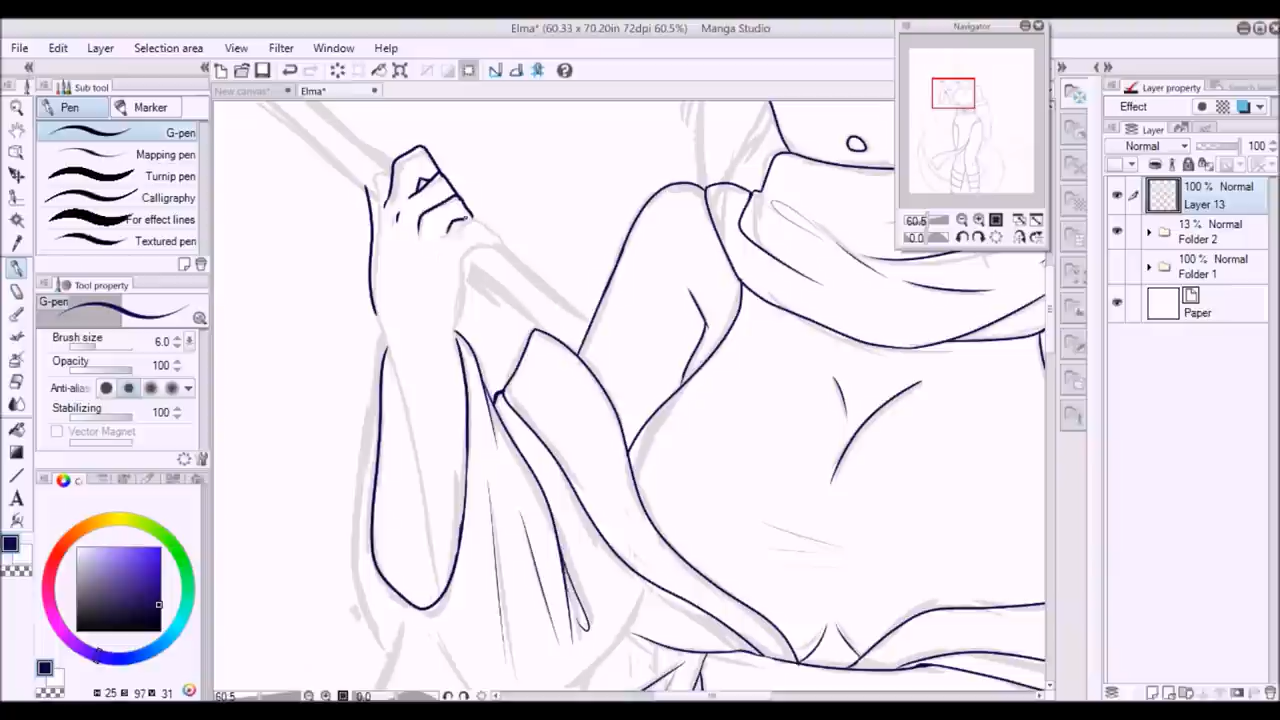 Elma* (60.33 x 70.20in 72dpi 60.5%) Manga Studio
Navigator
File Edit Layer Selection area View Filter Window Help
Sub tool
New canvas* Elma*
Layer property
Pen Marker
Effect
G-pen
Layer
Mapping pen
Normal 100
Turnip pen
Calligraphy
100 % Normal
Layer 13
For effect lines
13 % Normal
Folder 2
Textured pen
60.5
0.0
100 % Normal
Folder 1
Tool property
G-pen
Paper
Brush size 6.0
Opacity 100
Anti-alias
Stabilizing 100
Vector Magnet
A
H 25 S 97 V 31
60.5 0.0